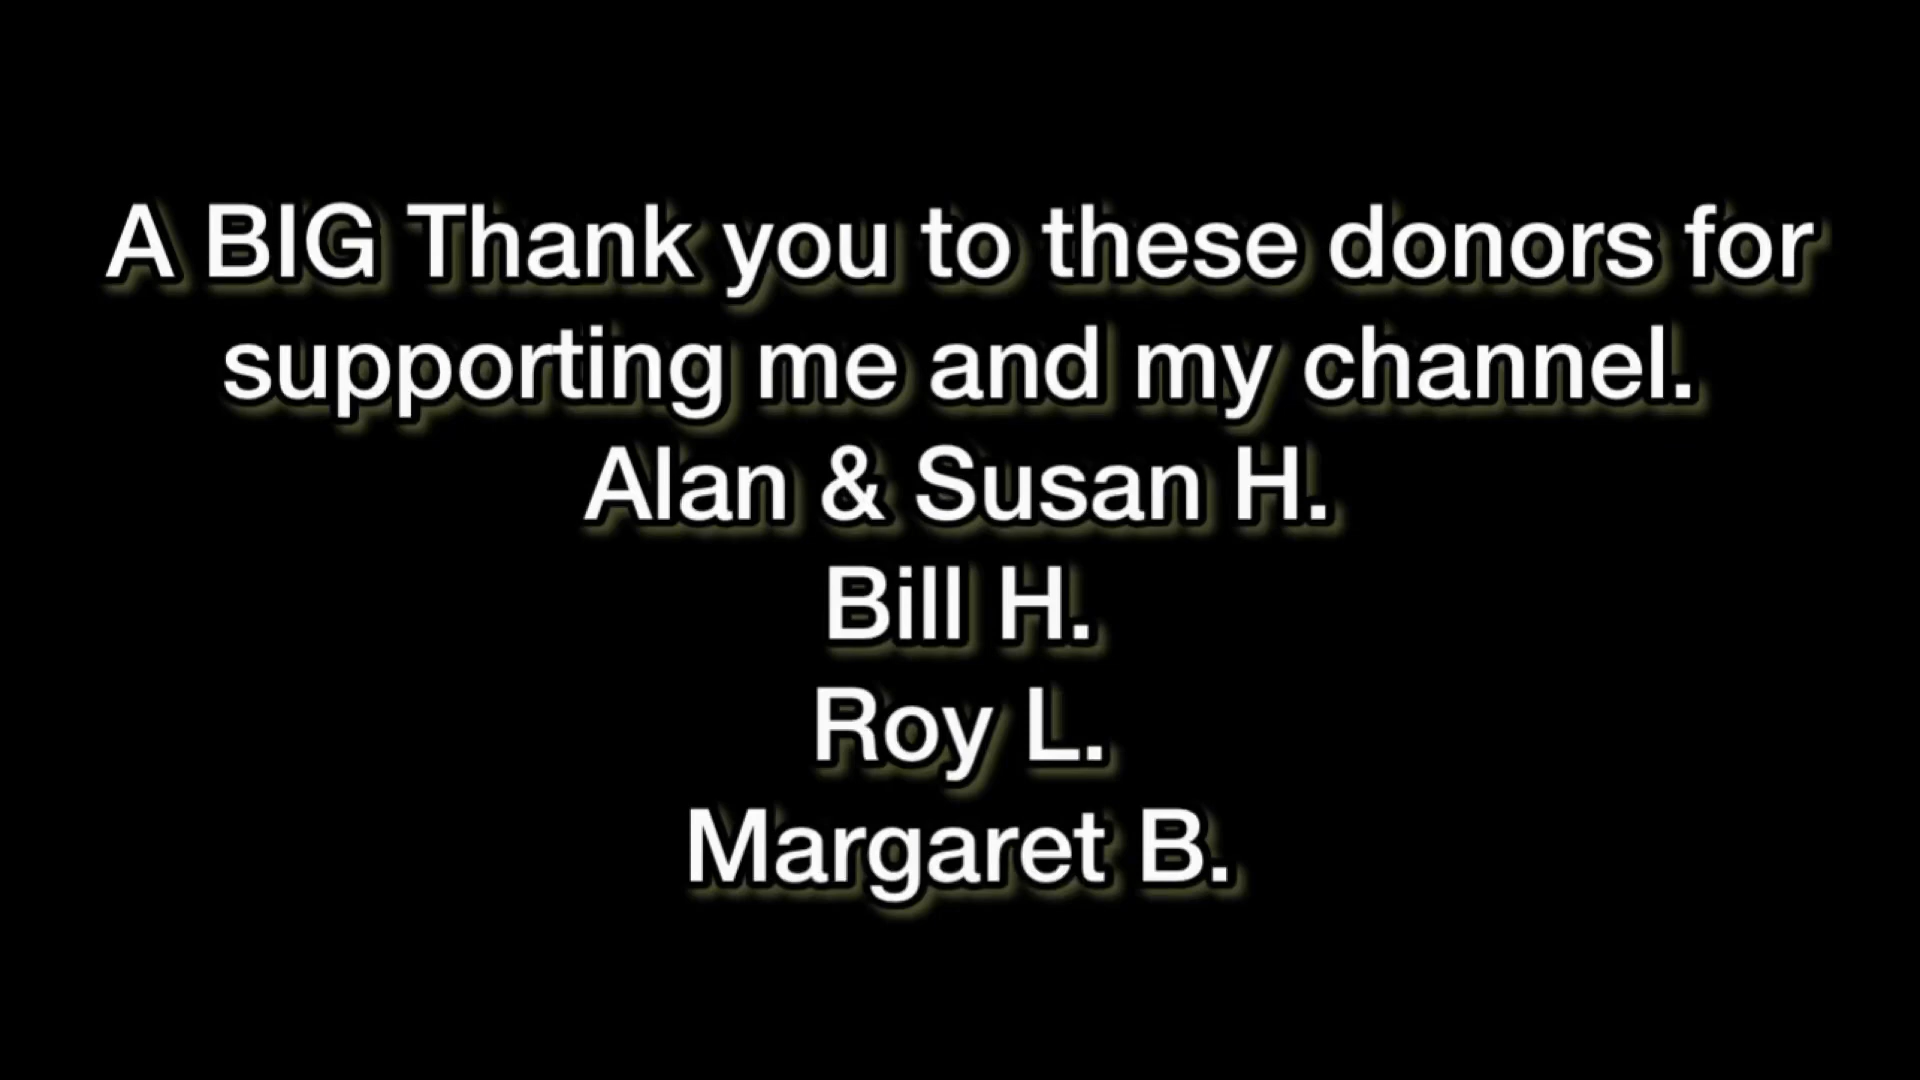 A BIG Thank you to these donors for
supporting me and my channel.
Alan & Susan H.
Bill H.
Roy L.
Margaret B.